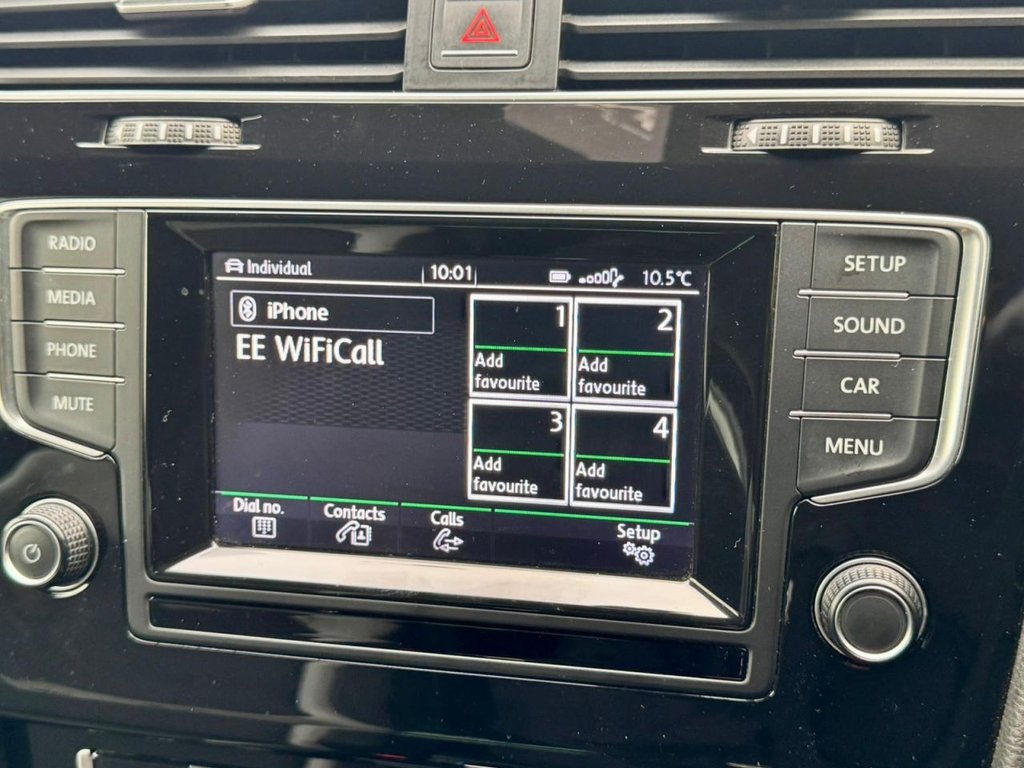 RADIO
MEDIA
PHONE
MUTE
Individual
10:01
10.5°C
iPhone
EE WiFiCall
1
Add
favourite
2
Add
favourite
3
Add
favourite
4
Add
favourite
Dial no.
Contacts
Calls
Setup
SETUP
SOUND
CAR
MENU